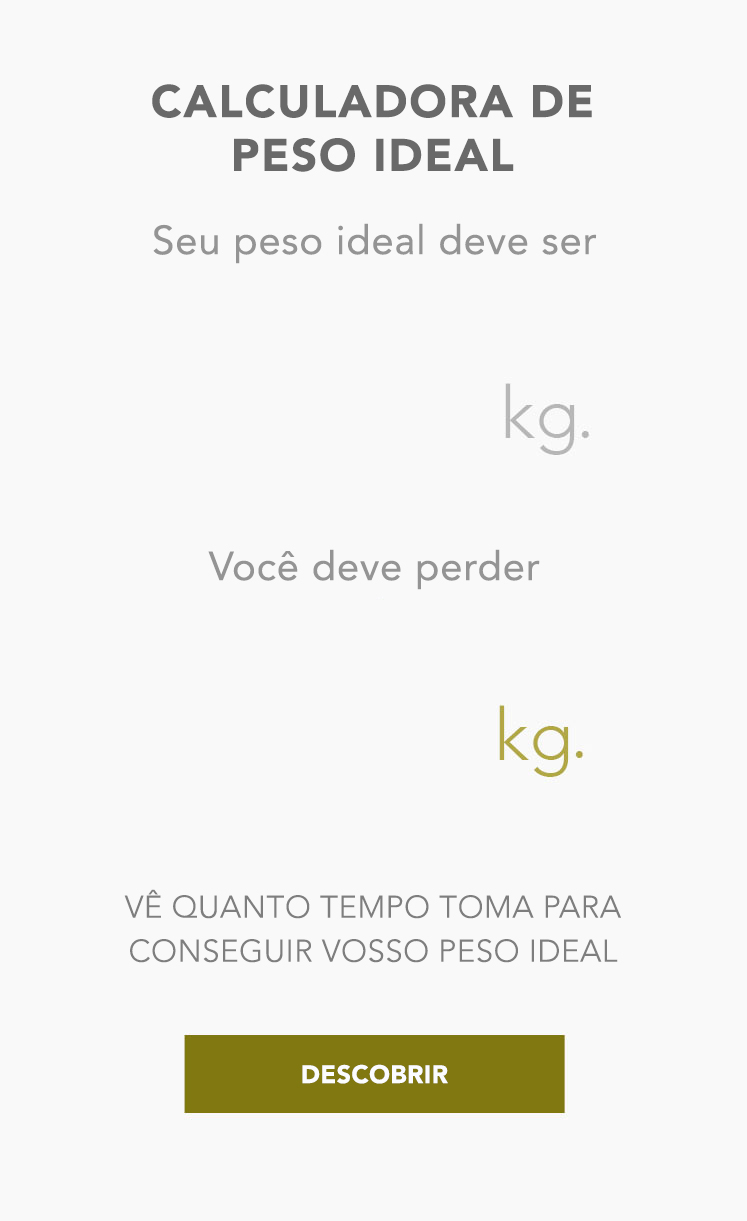 CALCULADORA DE
PESO IDEAL
Seu peso ideal deve ser
kg.
Você deve perder
kg.
VÊ QUANTO TEMPO TOMA PARA
CONSEGUIR VOSSO PESO IDEAL
DESCOBRIR